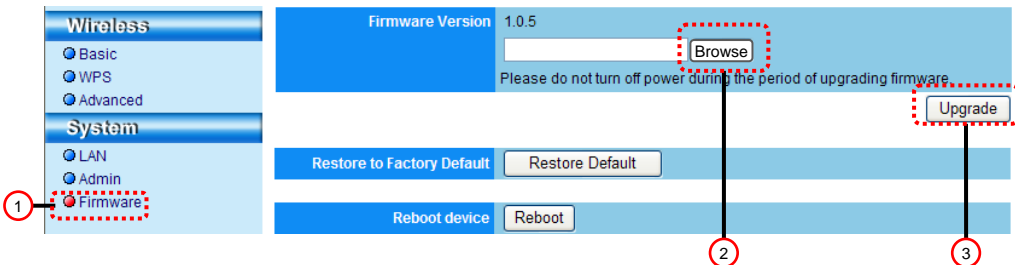 Wireless
Basic
WPS
Advanced
System
LAN
Admin
Firmware
1
Firmware Version 1.0.5
Browse
Please do not turn off power during the period of upgrading firmware.
Upgrade
Restore to Factory Default Restore Default
Reboot device Reboot
2
3